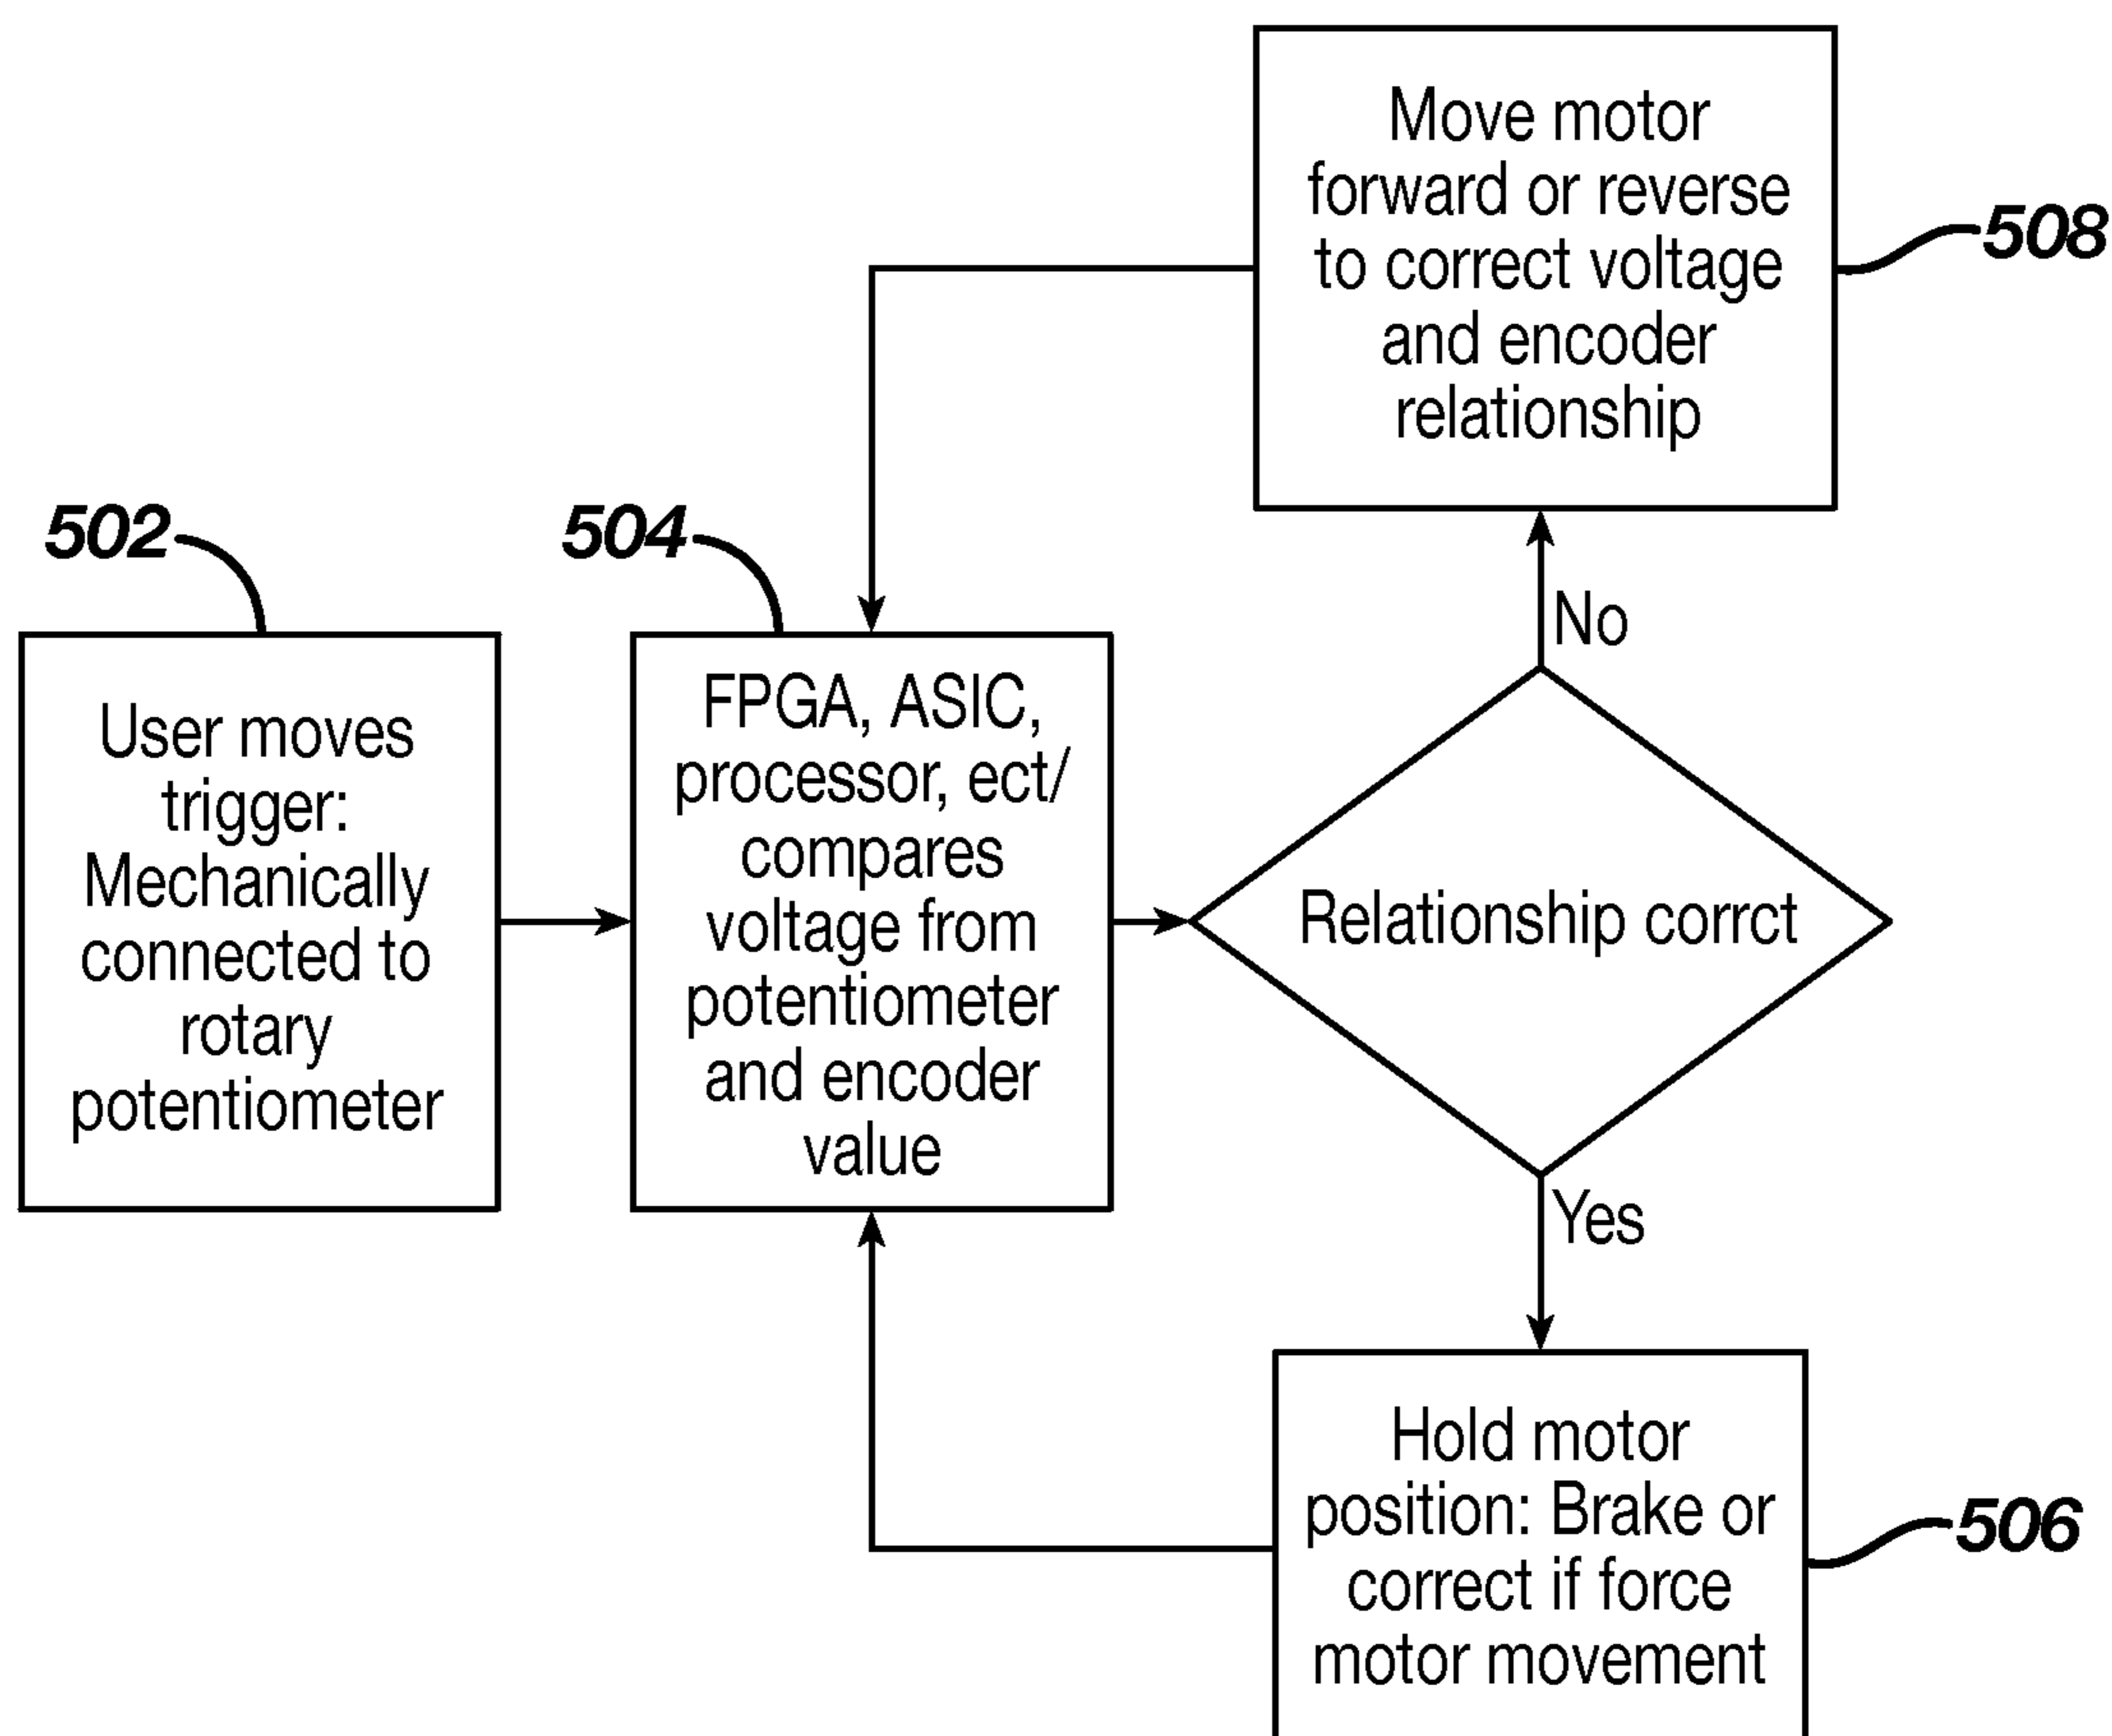 502
User moves
trigger:
Mechanically
connected to
rotary
potentiometer
504
FPGA, ASIC,
processor, ect/
compares
voltage from
potentiometer
and encoder
value
Relationship corrct
No
Move motor
forward or reverse
to correct voltage
and encoder
relationship
508
Yes
Hold motor
position: Brake or
correct if force
motor movement
506